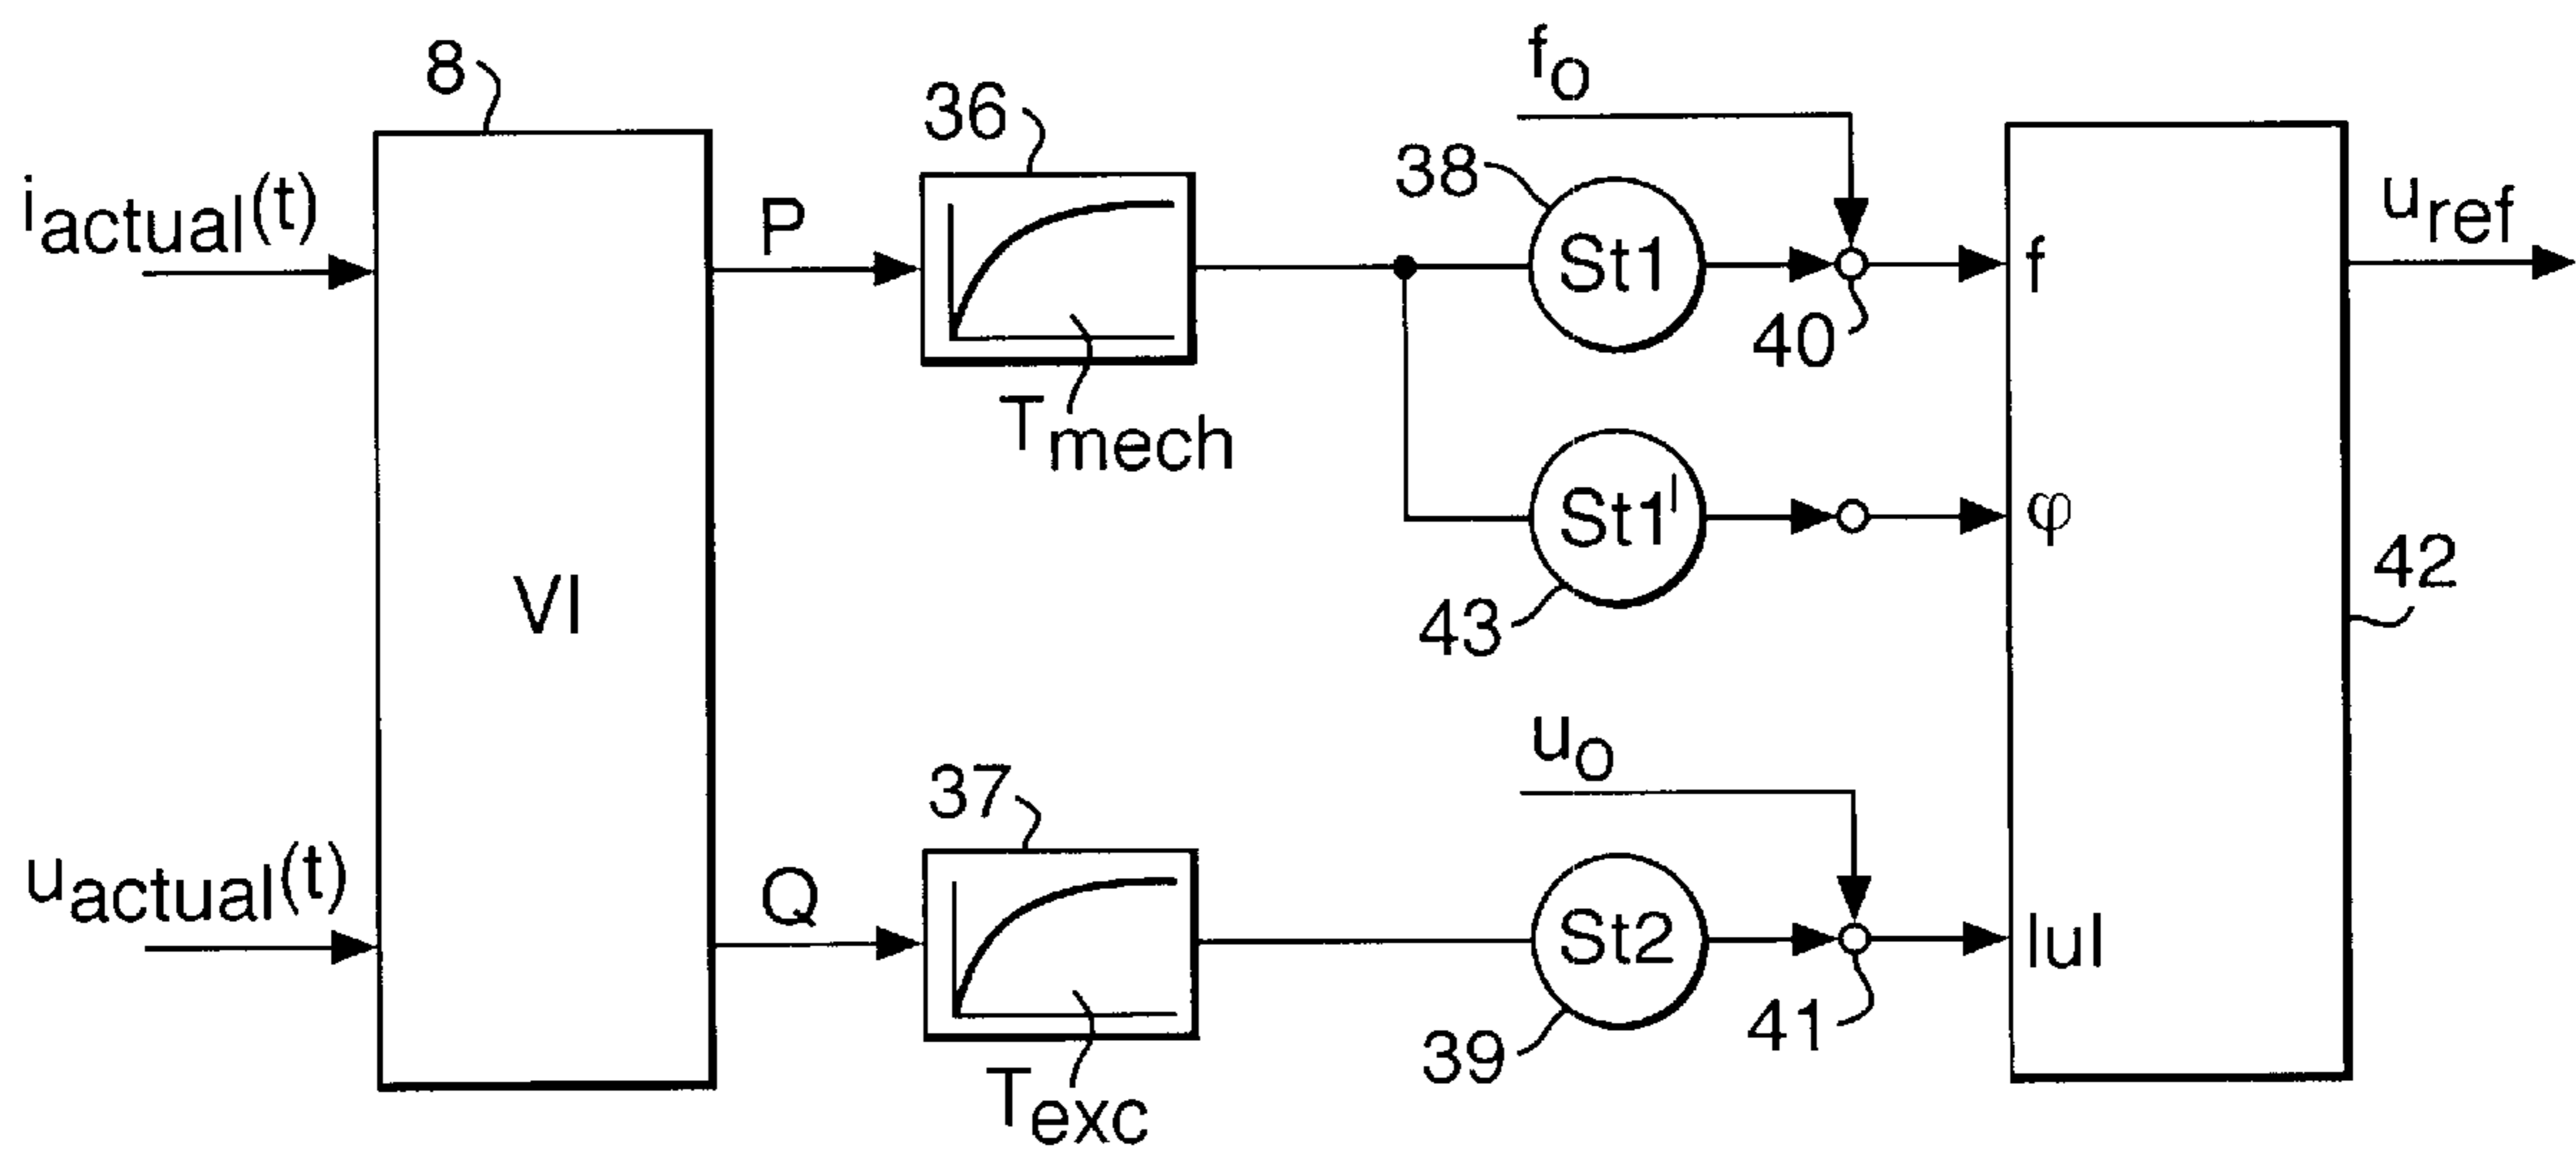 8
i_actual(t)
u_actual(t)
VI
P
Q
36
T_mech
37
T_exc
f_o
38
St1
40
St1'
43
u_o
St2
39
41
f
φ
|u|
42
u_ref